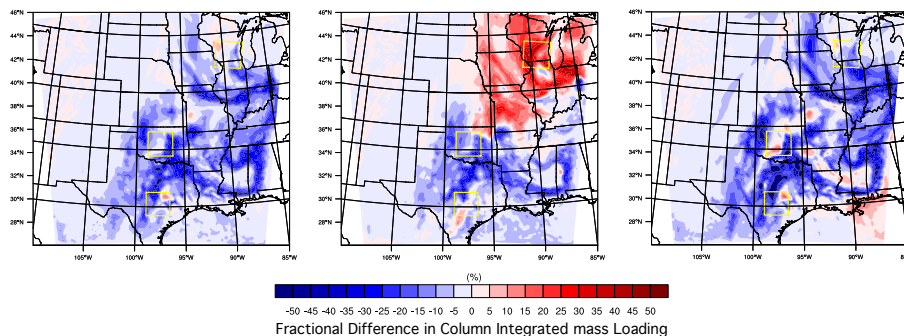 46°N 46°N 46°N
44°N 44°N 44°N
42°N 42°N 42°N
40°N 40°N 40°N
38°N 38°N 38°N
36°N 36°N 36°N
34°N 34°N 34°N
32°N 32°N 32°N
30°N 30°N 30°N
28°N 28°N 28°N
105°W 100°W 95°W 90°W 85°W 105°W 100°W 95°W 90°W 85°W 105°W 100°W 95°W 90°W 85°W
(%)
-50 -45 -40 -35 -30 -25 -20 -15 -10 -5 0 5 10 15 20 25 30 35 40 45 50
Fractional Difference in Column Integrated mass Loading